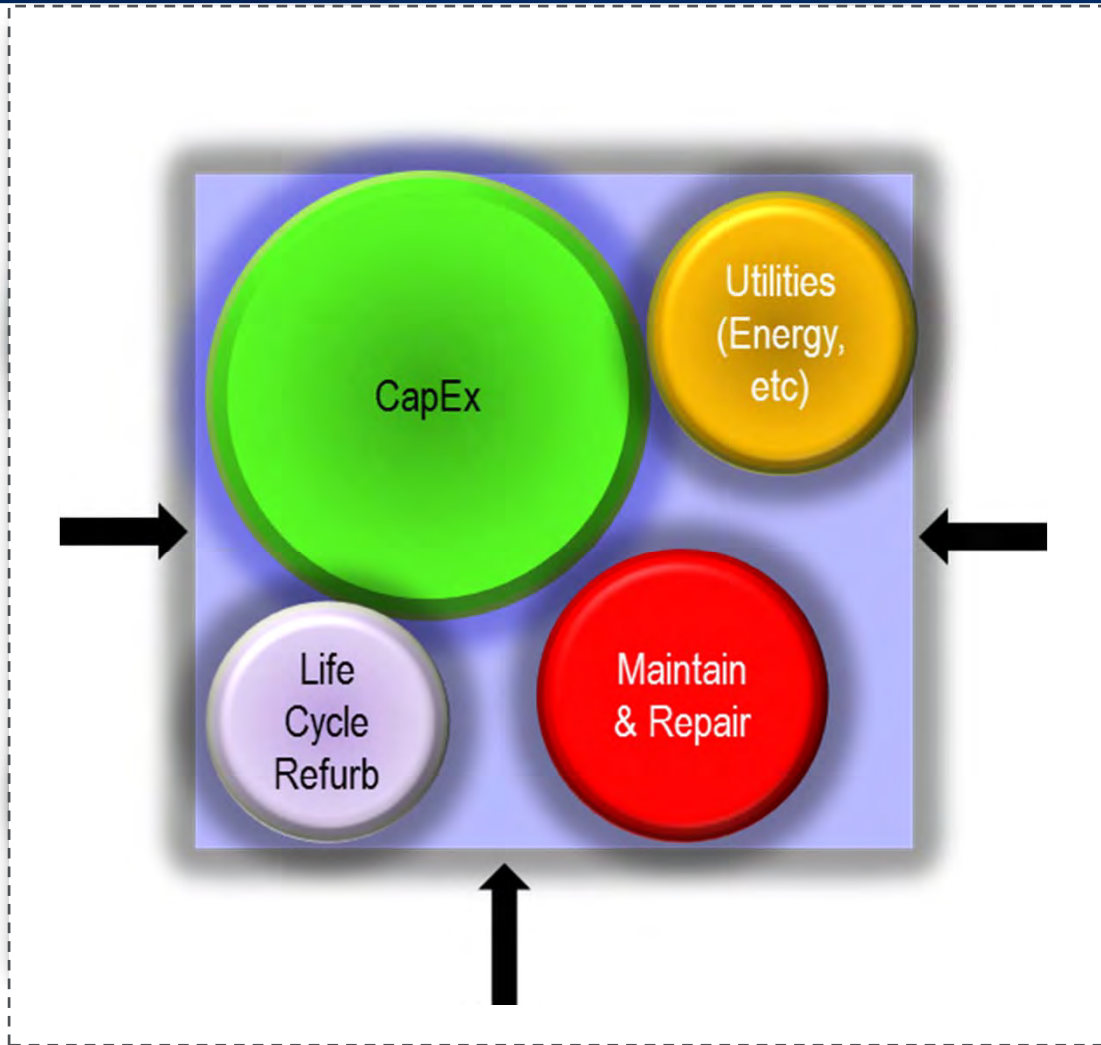 CapEx
Utilities
(Energy,
etc)
Life
Cycle
Refurb
Maintain
& Repair